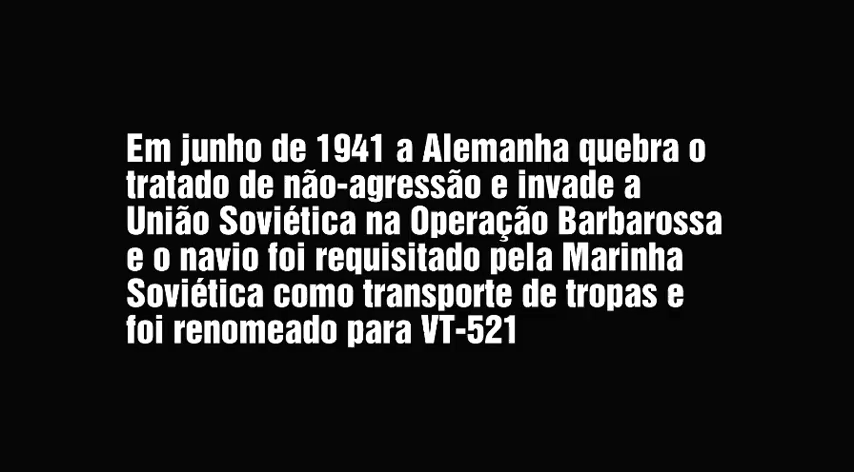 Em junho de 1941 a Alemanha quebra o
tratado de não-agressão e invade a
União Soviética na Operação Barbarossa
e o navio foi requisitado pela Marinha
Soviética como transporte de tropas e
foi renomeado para VT-521